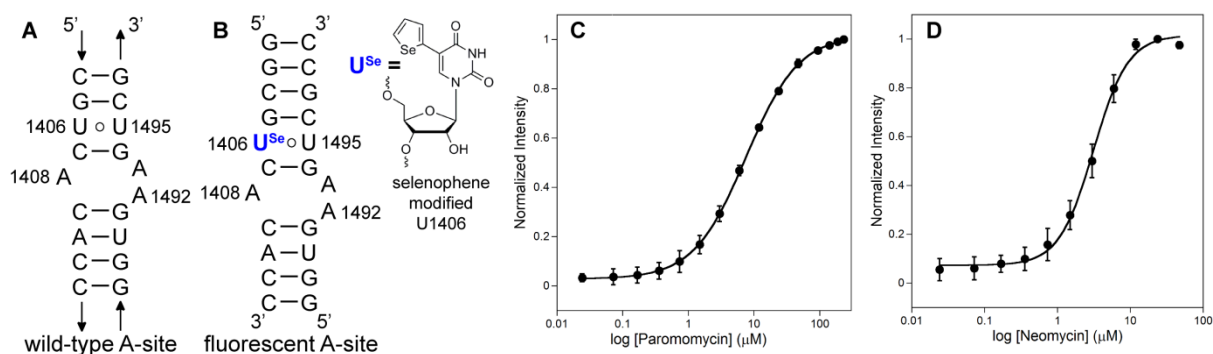 A
5’ 3’
C G
G C
1406 U ○ U 1495
C G
A
1408 A
A 1492
C G
A U
C G
C G
wild-type A-site
B
5’ 3’
G C
G C
C G
G C
1406 U^Se ○ U 1495
C G
A
1408 A
A 1492
C G
A U
C G
C G
3’ 5’
fluorescent A-site
U^Se =
Se
O
NH
N
O
O
O
O
OH
selenophene
modified
U1406
C
Normalized Intensity
1
0.8
0.6
0.4
0.2
0
0.01 0.1 1 10 100
log [Paromomycin] (μM)
D
Normalized Intensity
1
0.8
0.6
0.4
0.2
0
0.01 0.1 1 10 100
log [Neomycin] (μM)